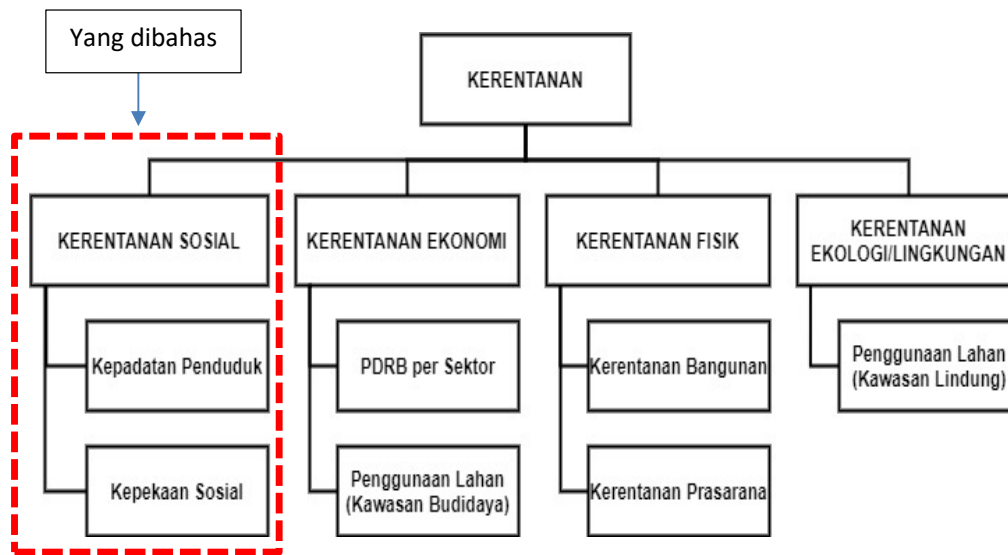 Yang dibahas
KERENTANAN
KERENTANAN SOSIAL
Kepadatan Penduduk
Kepekaan Sosial
KERENTANAN EKONOMI
PDRB per Sektor
Penggunaan Lahan
(Kawasan Budidaya)
KERENTANAN FISIK
Kerentanan Bangunan
Kerentanan Prasarana
KERENTANAN
EKOLOGI/LINGKUNGAN
Penggunaan Lahan
(Kawasan Lindung)